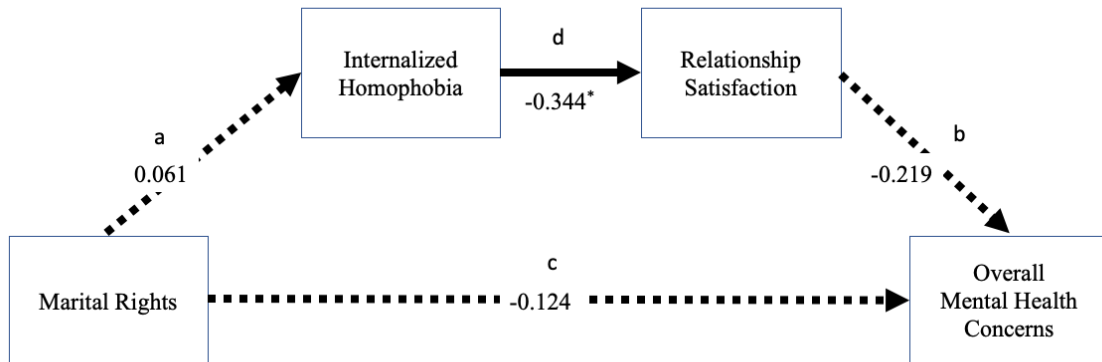 d
Internalized
Homophobia
-0.344*
Relationship
Satisfaction
a
0.061
b
-0.219
Marital Rights
c
-0.124
Overall
Mental Health
Concerns